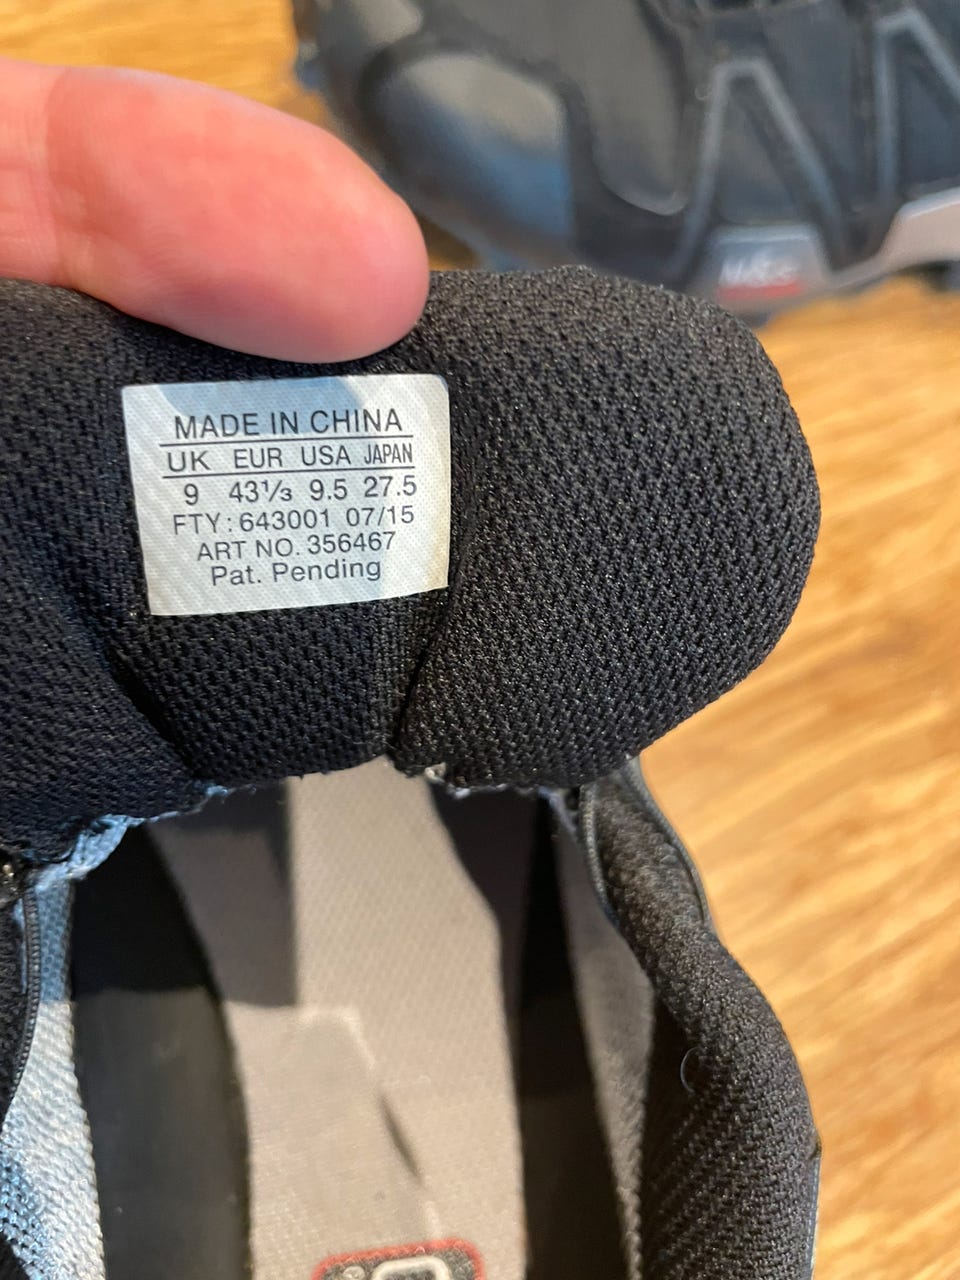 MADE IN CHINA
UK EUR USA JAPAN
9 43⅓ 9.5 27.5
FTY: 643001 07/15
ART NO. 356467
Pat. Pending